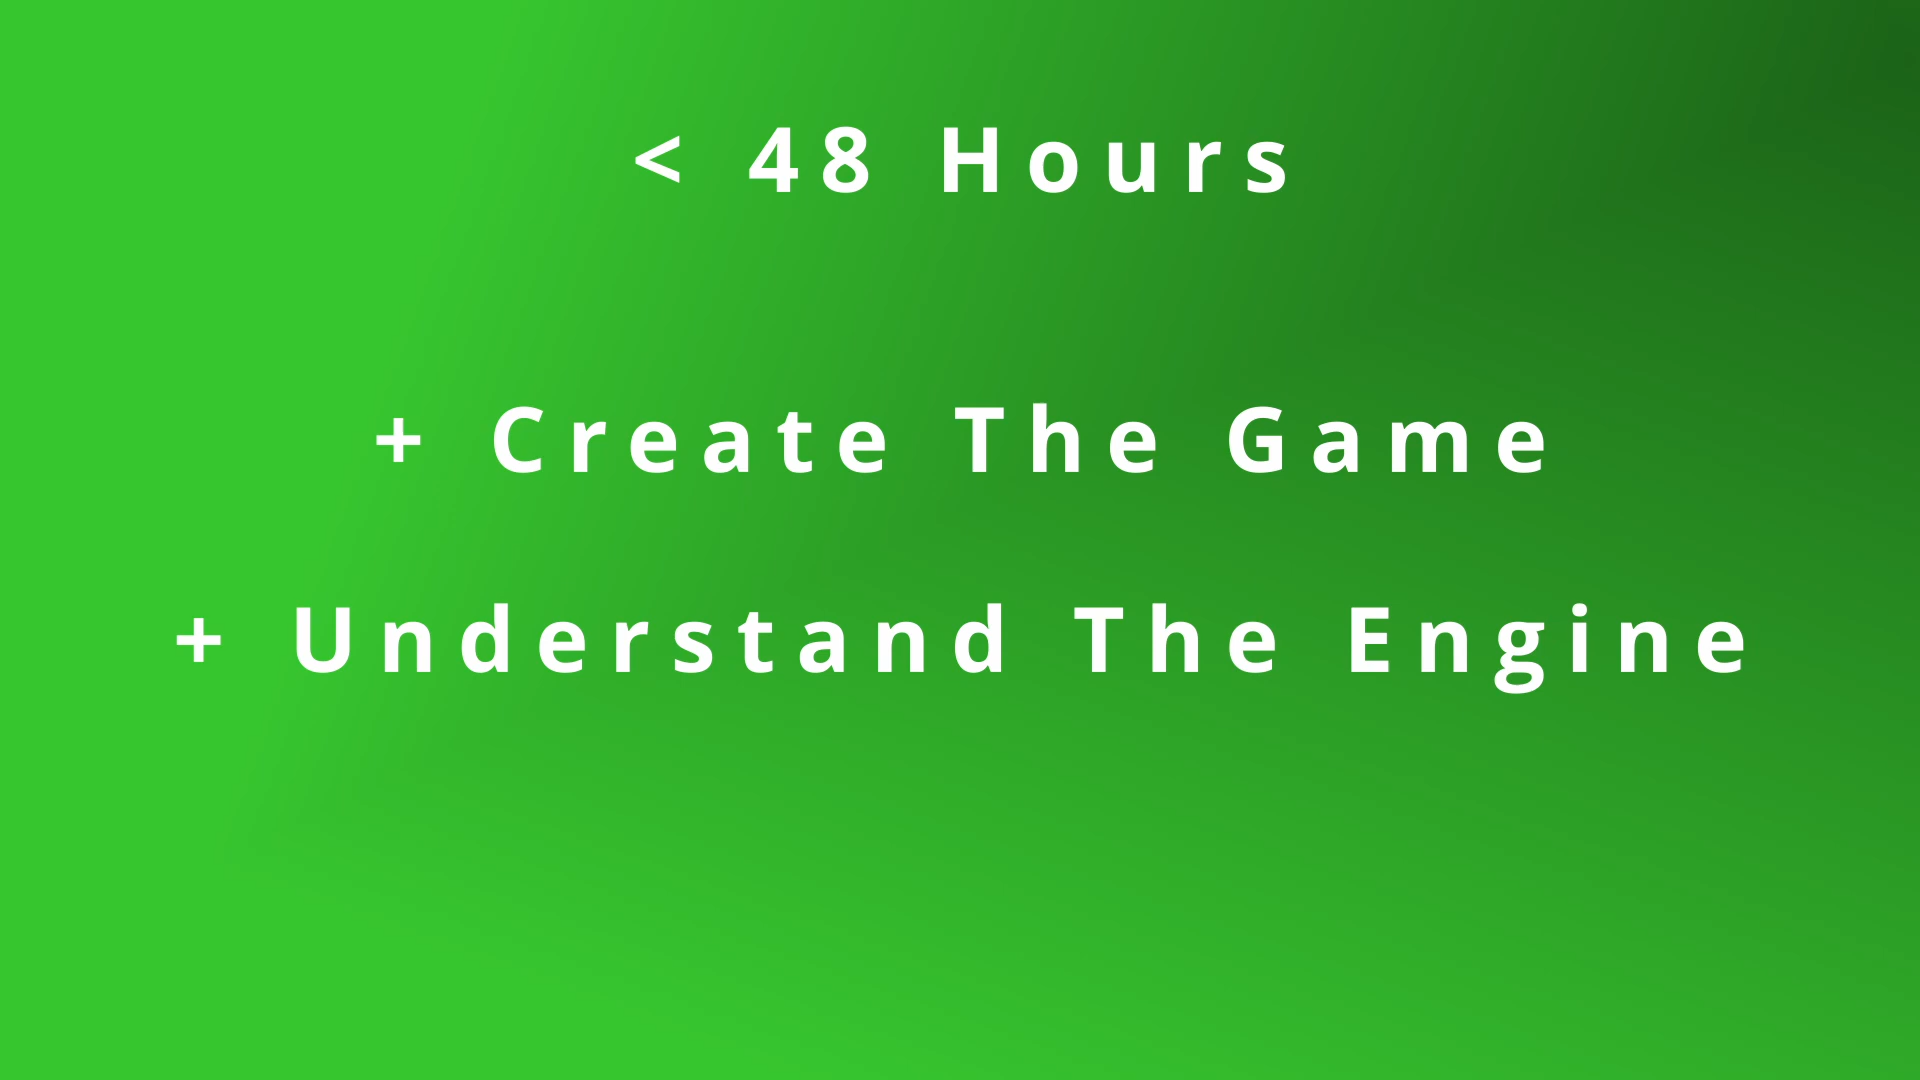 < 48 Hours
+ Create The Game
+ Understand The Engine